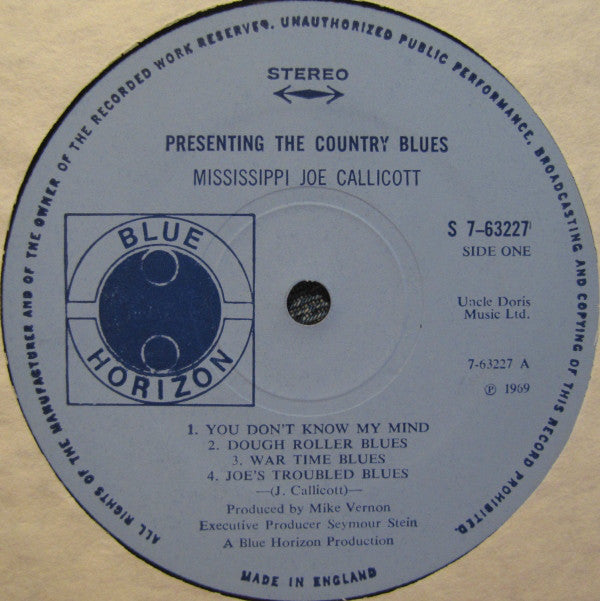 ALL RIGHTS OF THE MANUFACTURER AND OF THE OWNER OF THE RECORDED WORK RESERVED. UNAUTHORIZED PUBLIC PERFORMANCE, BROADCASTING AND COPYING OF THIS RECORD PROHIBITED.
STEREO
PRESENTING THE COUNTRY BLUES
MISSISSIPPI JOE CALLICOTT
BLUE
HORIZON
S 7-63227
SIDE ONE
Uncle Doris
Music Ltd.
7-63227 A
℗ 1969
1. YOU DON'T KNOW MY MIND
2. DOUGH ROLLER BLUES
3. WAR TIME BLUES
4. JOE'S TROUBLED BLUES
—(J. Callicott)—
Produced by Mike Vernon
Executive Producer Seymour Stein
A Blue Horizon Production
MADE IN ENGLAND